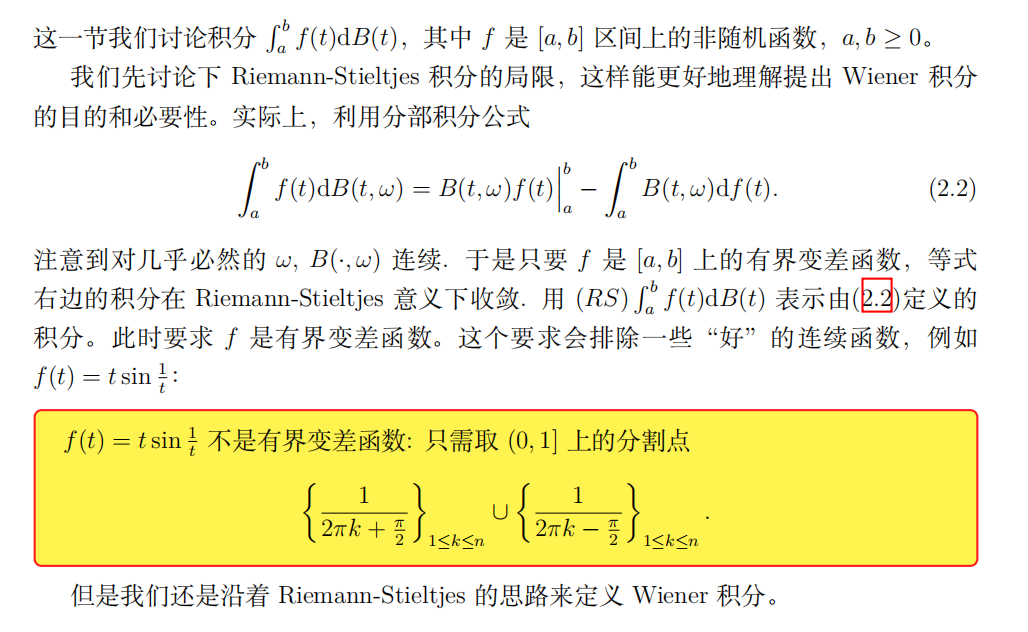 这一节我们讨论积分 $\int_a^b f(t)\mathrm{d}B(t)$，其中 $f$ 是 $[a,b]$ 区间上的非随机函数，$a,b \geq 0$。
我们先讨论下 Riemann-Stieltjes 积分的局限，这样能更好地理解提出 Wiener 积分
的目的和必要性。实际上，利用分部积分公式
$$\int_a^b f(t)\mathrm{d}B(t,\omega) = B(t,\omega)f(t)\Big|_a^b - \int_a^b B(t,\omega)\mathrm{d}f(t). \quad (2.2)$$
注意到对几乎必然的 $\omega$, $B(\cdot,\omega)$ 连续. 于是只要 $f$ 是 $[a,b]$ 上的有界变差函数，等式
右边的积分在 Riemann-Stieltjes 意义下收敛. 用 $(RS)\int_a^b f(t)\mathrm{d}B(t)$ 表示由(2.2)定义的
积分。此时要求 $f$ 是有界变差函数。这个要求会排除一些“好”的连续函数，例如
$f(t) = t\sin\frac{1}{t}$：
$f(t) = t\sin\frac{1}{t}$ 不是有界变差函数: 只需取 $(0,1]$ 上的分割点
$$\left\{\frac{1}{2\pi k + \frac{\pi}{2}}\right\}_{1\leq k\leq n} \cup \left\{\frac{1}{2\pi k - \frac{\pi}{2}}\right\}_{1\leq k\leq n}.$$
但是我们还是沿着 Riemann-Stieltjes 的思路来定义 Wiener 积分。